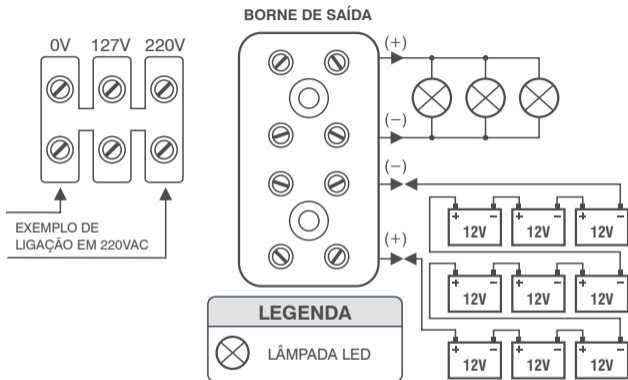 BORNE DE SAÍDA
0V 127V 220V
(+)
(−)
(−)
(+)
EXEMPLO DE
LIGAÇÃO EM 220VAC
+ − + − + −
12V 12V 12V
+ − + − + −
12V 12V 12V
+ − + − + −
12V 12V 12V
LEGENDA
LÂMPADA LED